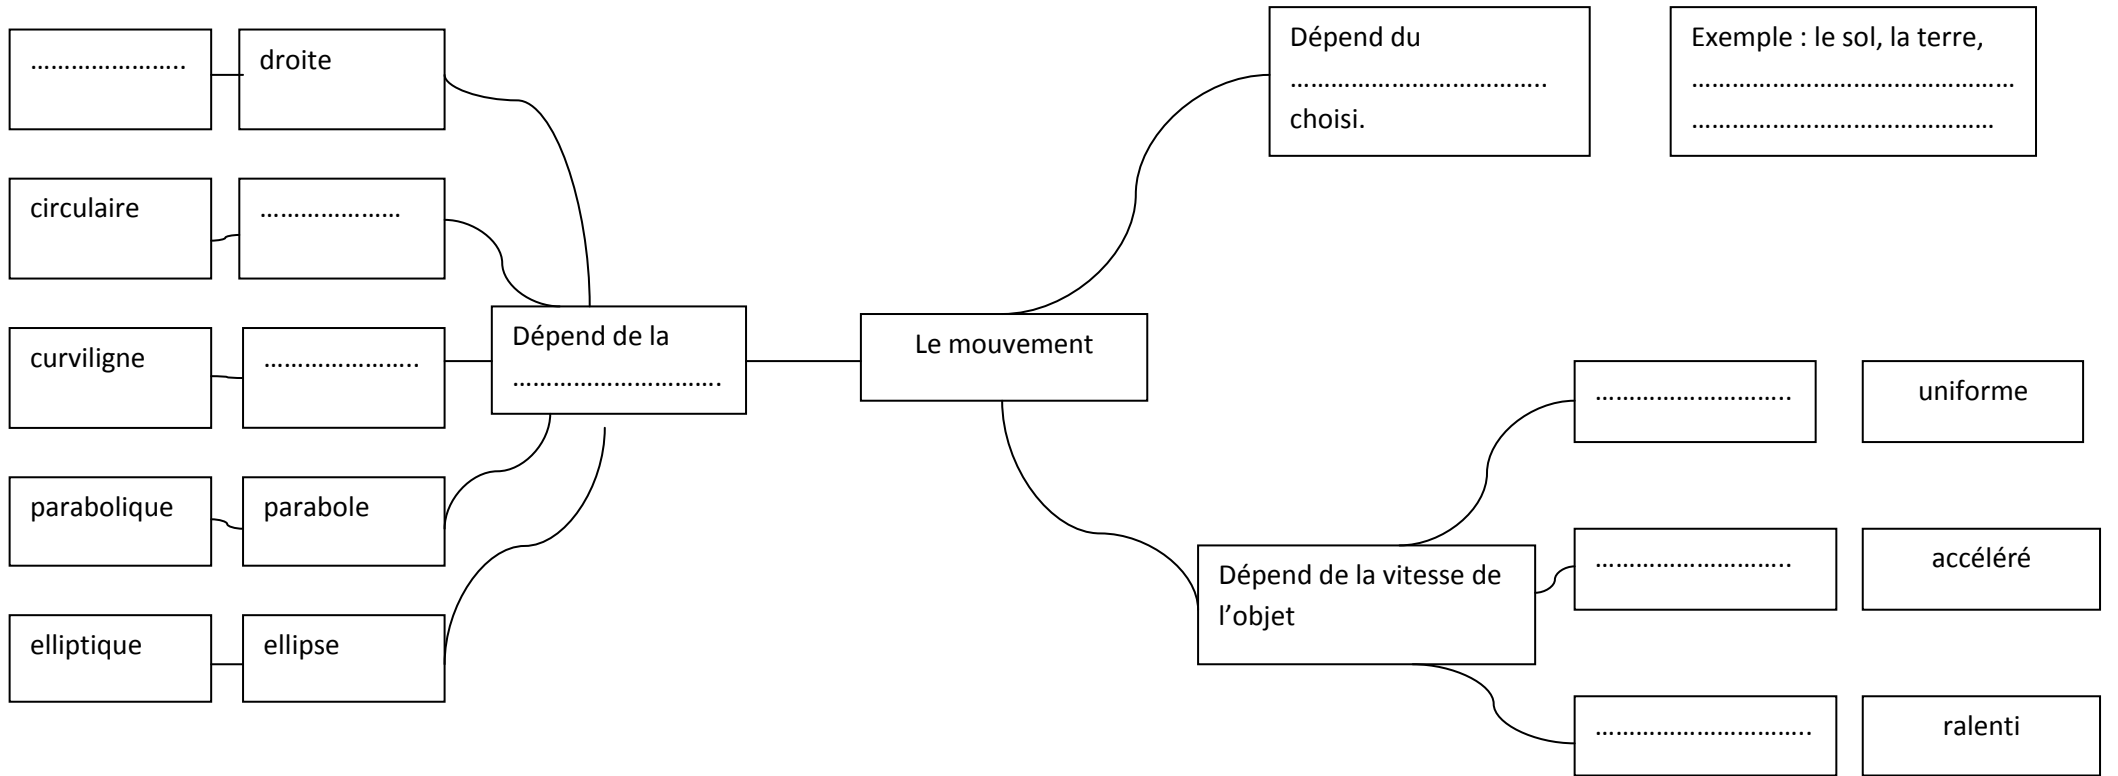 …………………..
droite
circulaire
…………………
curviligne
…………………..
parabolique
parabole
elliptique
ellipse
Dépend de la
………………………….
Le mouvement
Dépend du
………………………………..
choisi.
Exemple : le sol, la terre,
…………………………………………
………………………………………
Dépend de la vitesse de
l’objet
………………………..
uniforme
………………………..
accéléré
…………………………..
ralenti